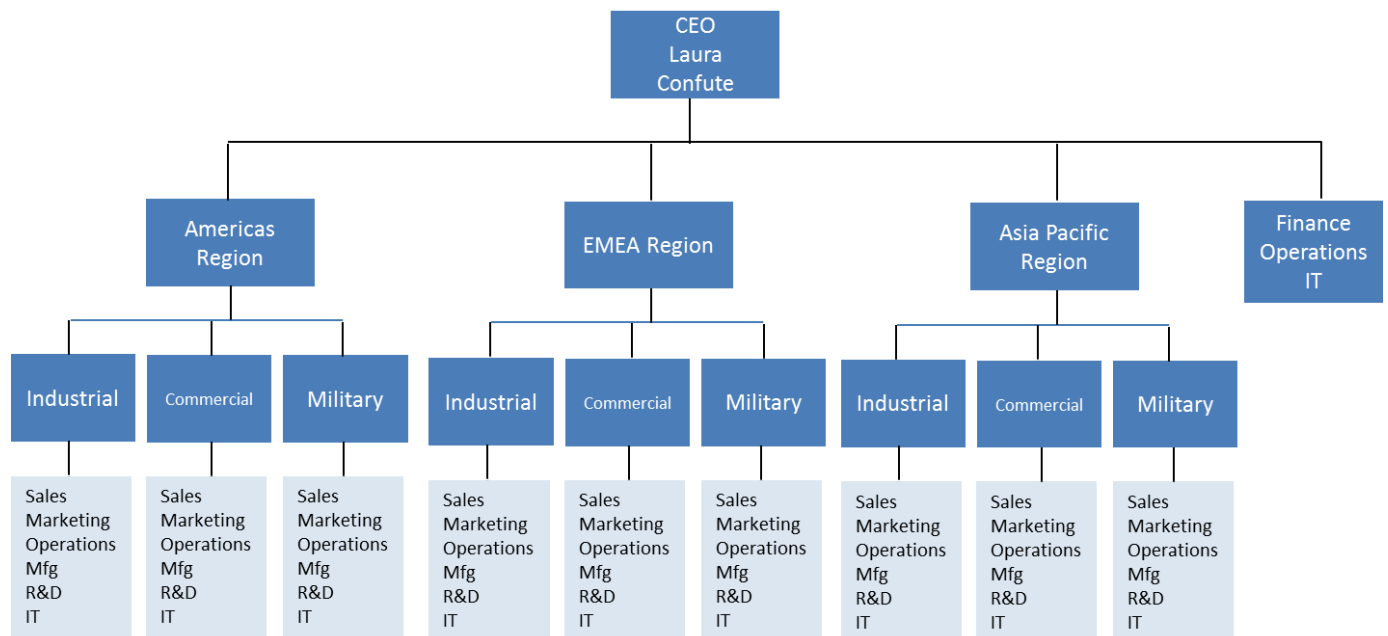 CEO
Laura
Confute
Americas
Region
EMEA Region
Asia Pacific
Region
Finance
Operations
IT
Industrial
Commercial
Military
Industrial
Commercial
Military
Industrial
Commercial
Military
Sales
Marketing
Operations
Mfg
R&D
IT
Sales
Marketing
Operations
Mfg
R&D
IT
Sales
Marketing
Operations
Mfg
R&D
IT
Sales
Marketing
Operations
Mfg
R&D
IT
Sales
Marketing
Operations
Mfg
R&D
IT
Sales
Marketing
Operations
Mfg
R&D
IT
Sales
Marketing
Operations
Mfg
R&D
IT
Sales
Marketing
Operations
Mfg
R&D
IT
Sales
Marketing
Operations
Mfg
R&D
IT